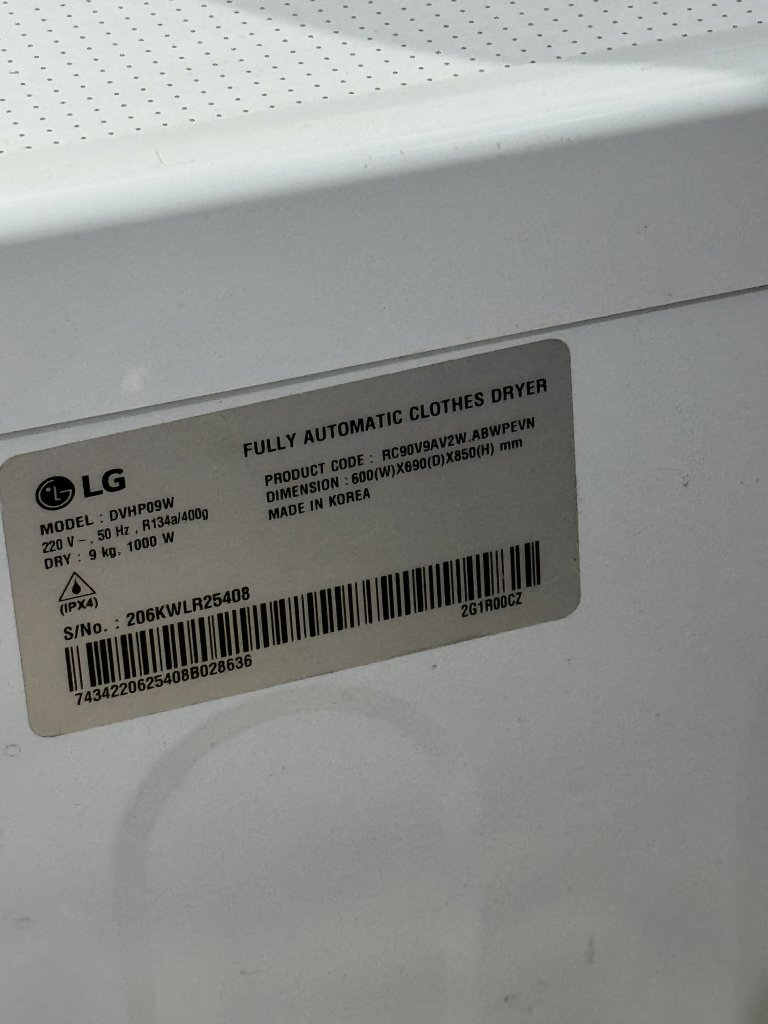 LG
FULLY AUTOMATIC CLOTHES DRYER
MODEL : DVHP09W
220 V ~, 50 Hz , R134a/400g
DRY : 9 kg, 1000 W
PRODUCT CODE : RC90V9AV2W.ABWPEVN
DIMENSION : 600(W)X690(D)X850(H) mm
MADE IN KOREA
(IPX4)
S/No. : 206KWLR25408
2G1R00CZ
7434220625408B028636